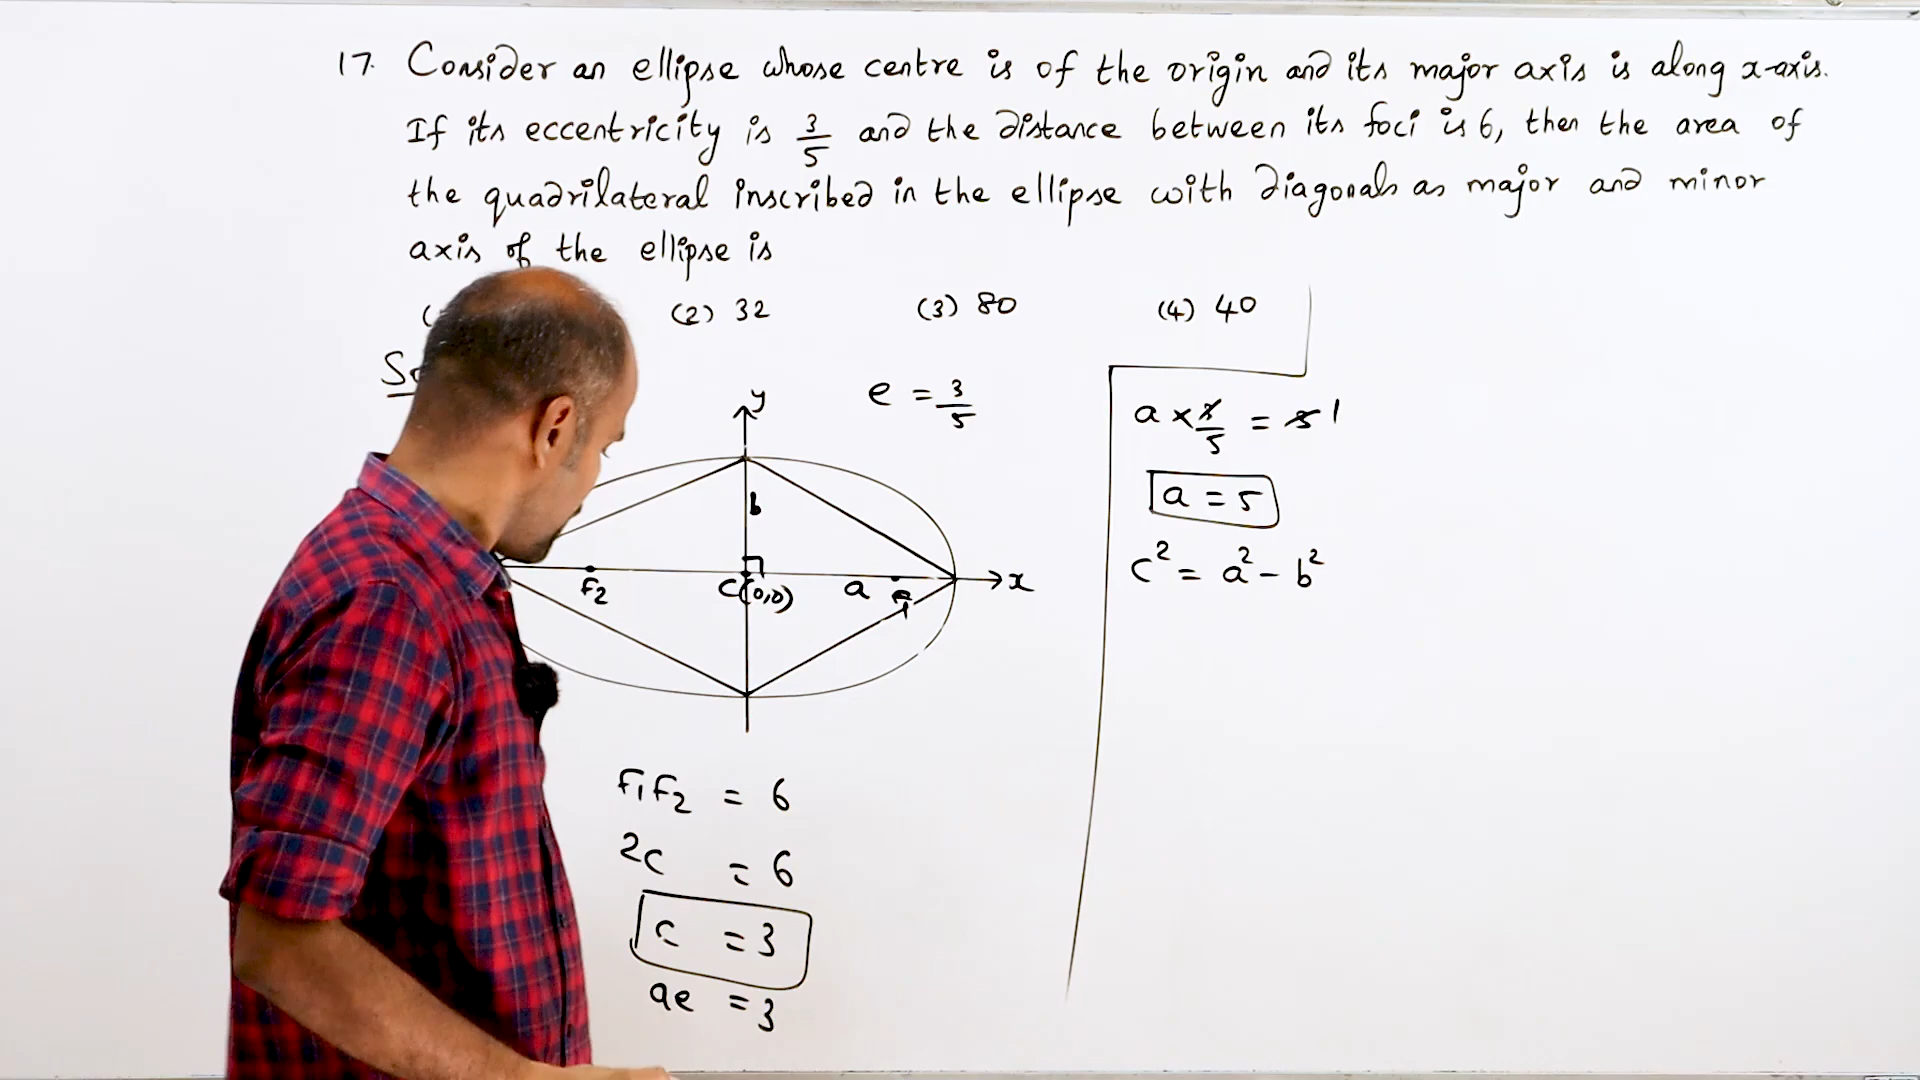 17. Consider an ellipse whose centre is of the origin and its major axis is along x-axis.
If its eccentricity is 3/5 and the distance between its foci is 6, then the area of
the quadrilateral inscribed in the ellipse with diagonals as major and minor
axis of the ellipse is
(2) 32 (3) 80 (4) 40
y
e = 3/5
b
F2
C(0,0)
a
x
F1F2 = 6
2c = 6
c = 3
ae = 3
a × 3/5 = 3 1
a = 5
c² = a² - b²